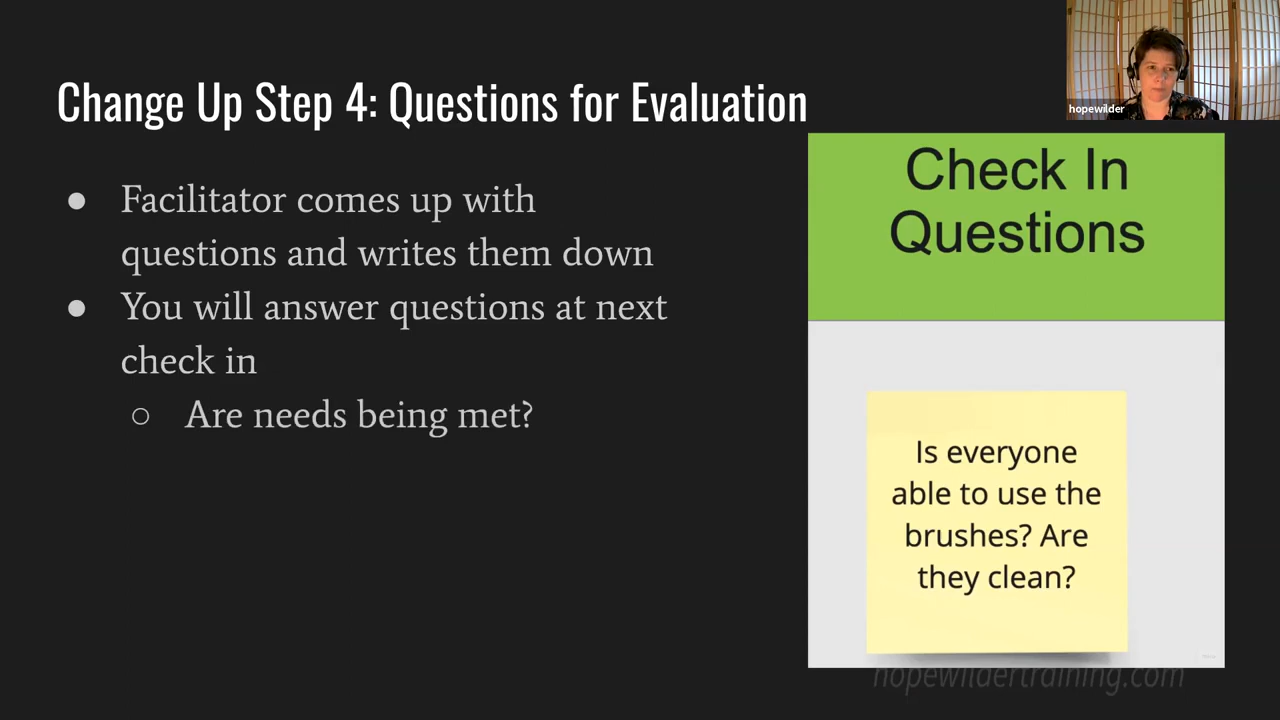 hopewilder
Change Up Step 4: Questions for Evaluation
● Facilitator comes up with
questions and writes them down
● You will answer questions at next
check in
○ Are needs being met?
Check In
Questions
Is everyone
able to use the
brushes? Are
they clean?
hopewildertraining.com